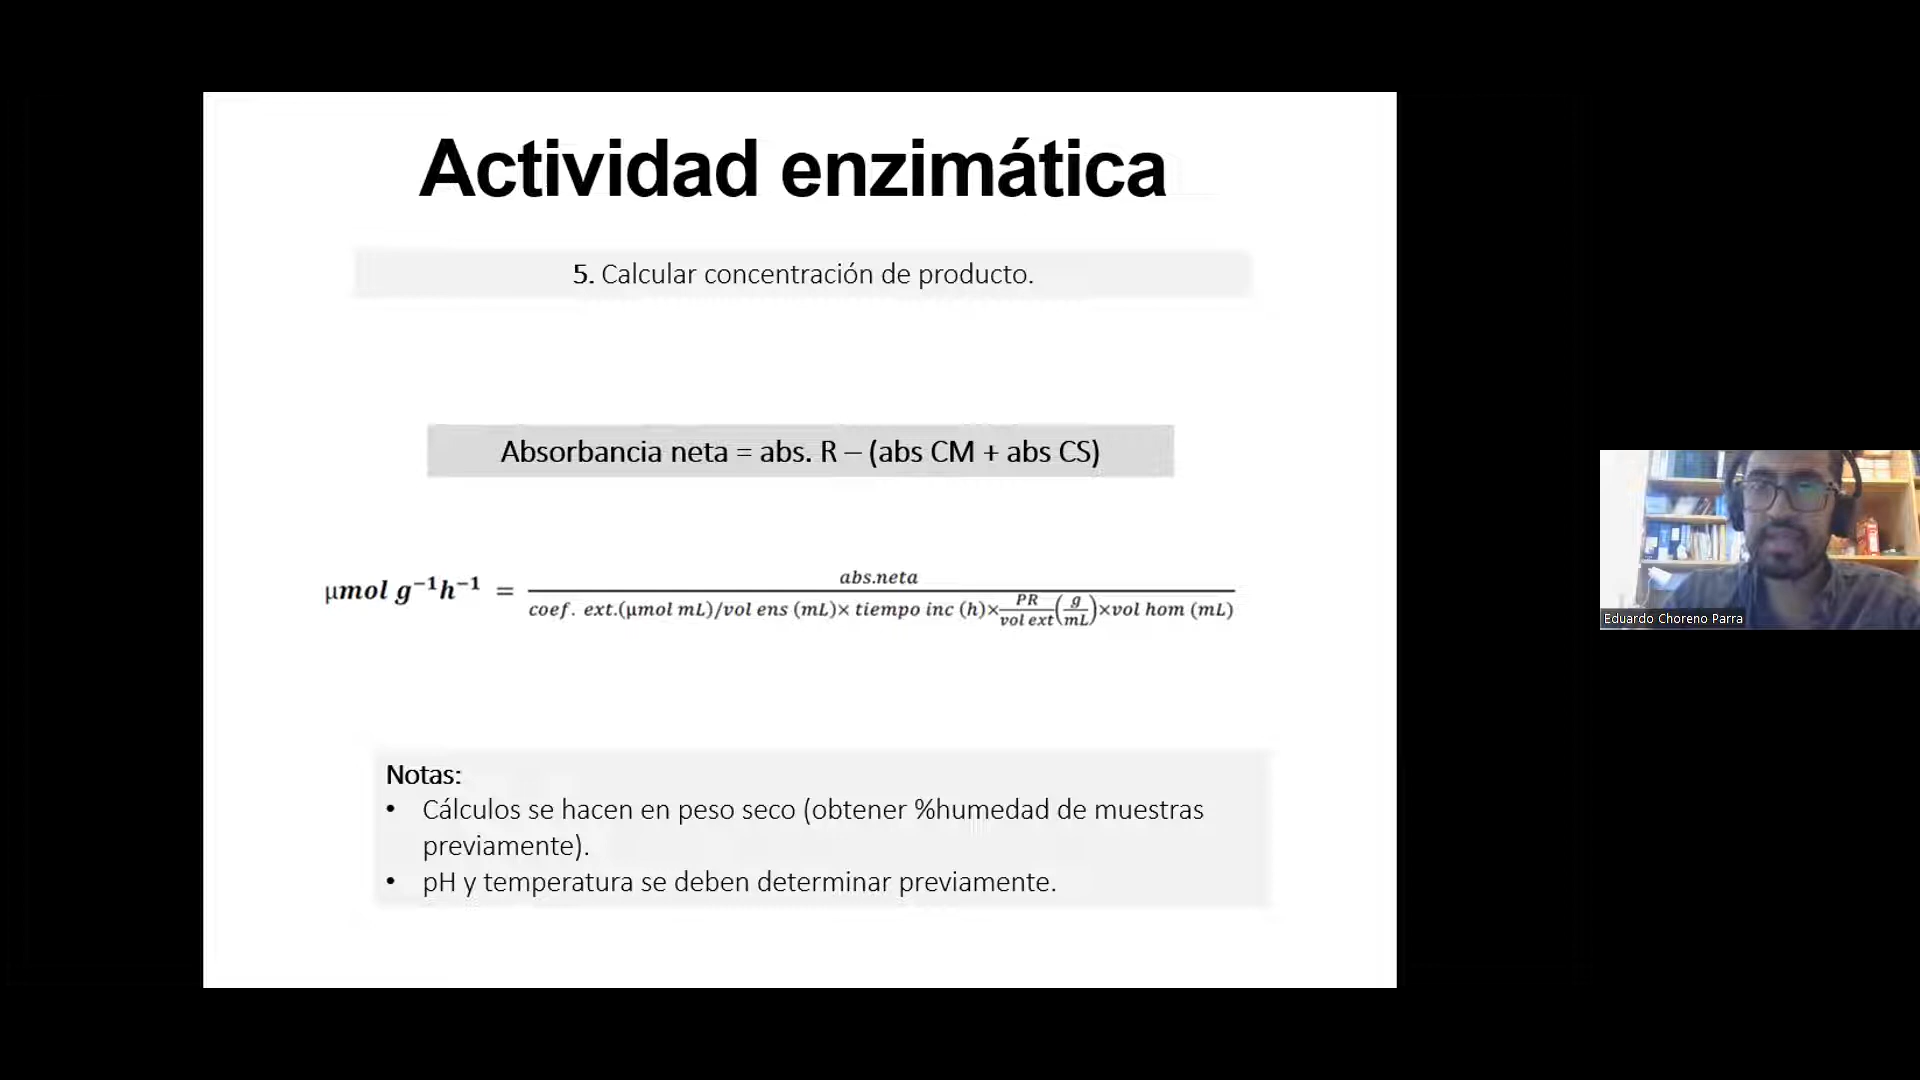 Actividad enzimática
5. Calcular concentración de producto.
Absorbancia neta = abs. R – (abs CM + abs CS)
μmol g⁻¹h⁻¹ = abs.neta / coef. ext.(μmol mL)/vol ens (mL)× tiempo inc (h)×PR/vol ext(g/mL)×vol hom (mL)
Notas:
• Cálculos se hacen en peso seco (obtener %humedad de muestras
previamente).
• pH y temperatura se deben determinar previamente.
Eduardo Choreno Parra